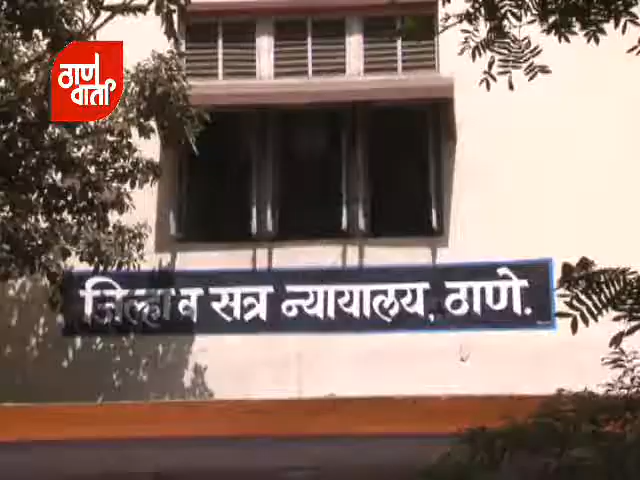 ठाणे
वार्ता
जिल्हा व सत्र न्यायालय, ठाणे.